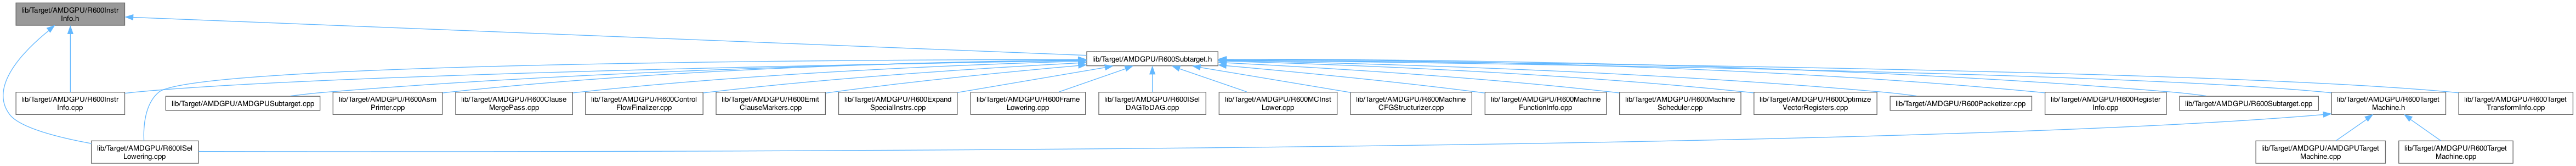 lib/Target/AMDGPU/R600Instr
Info.h
lib/Target/AMDGPU/R600Subtarget.h
lib/Target/AMDGPU/R600Instr
Info.cpp
lib/Target/AMDGPU/AMDGPUSubtarget.cpp
lib/Target/AMDGPU/R600Asm
Printer.cpp
lib/Target/AMDGPU/R600Clause
MergePass.cpp
lib/Target/AMDGPU/R600Control
FlowFinalizer.cpp
lib/Target/AMDGPU/R600Emit
ClauseMarkers.cpp
lib/Target/AMDGPU/R600Expand
SpecialInstrs.cpp
lib/Target/AMDGPU/R600Frame
Lowering.cpp
lib/Target/AMDGPU/R600ISel
DAGToDAG.cpp
lib/Target/AMDGPU/R600MCInst
Lower.cpp
lib/Target/AMDGPU/R600Machine
CFGStructurizer.cpp
lib/Target/AMDGPU/R600Machine
FunctionInfo.cpp
lib/Target/AMDGPU/R600Machine
Scheduler.cpp
lib/Target/AMDGPU/R600Optimize
VectorRegisters.cpp
lib/Target/AMDGPU/R600Packetizer.cpp
lib/Target/AMDGPU/R600Register
Info.cpp
lib/Target/AMDGPU/R600Subtarget.cpp
lib/Target/AMDGPU/R600Target
Machine.h
lib/Target/AMDGPU/R600Target
TransformInfo.cpp
lib/Target/AMDGPU/R600ISel
Lowering.cpp
lib/Target/AMDGPU/AMDGPUTarget
Machine.cpp
lib/Target/AMDGPU/R600Target
Machine.cpp